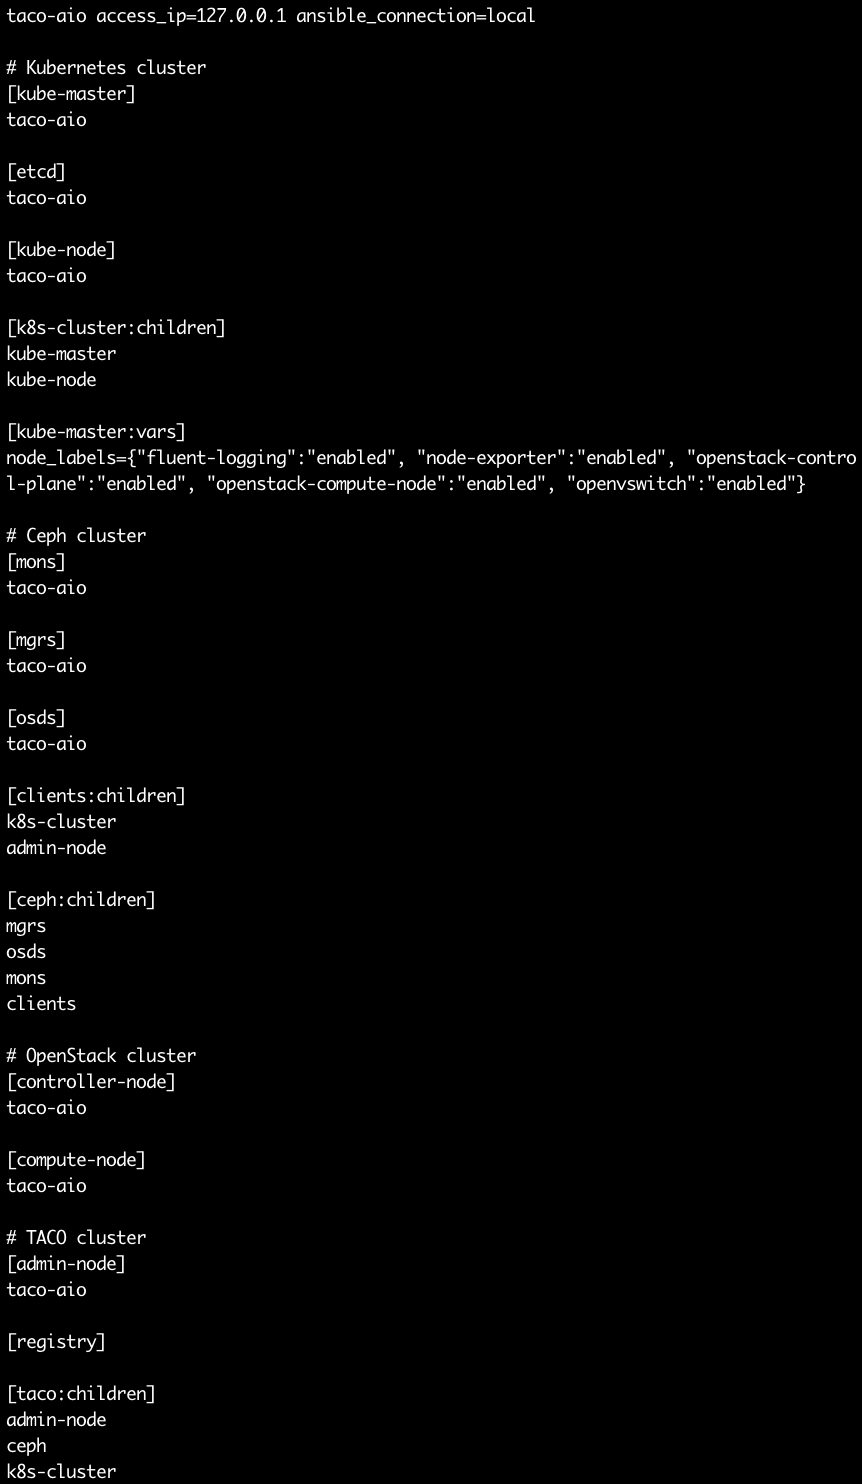 taco-aio access_ip=127.0.0.1 ansible_connection=local
# Kubernetes cluster
[kube-master]
taco-aio
[etcd]
taco-aio
[kube-node]
taco-aio
[k8s-cluster:children]
kube-master
kube-node
[kube-master:vars]
node_labels={"fluent-logging":"enabled", "node-exporter":"enabled", "openstack-contro
l-plane":"enabled", "openstack-compute-node":"enabled", "openvswitch":"enabled"}
# Ceph cluster
[mons]
taco-aio
[mgrs]
taco-aio
[osds]
taco-aio
[clients:children]
k8s-cluster
admin-node
[ceph:children]
mgrs
osds
mons
clients
# OpenStack cluster
[controller-node]
taco-aio
[compute-node]
taco-aio
# TACO cluster
[admin-node]
taco-aio
[registry]
[taco:children]
admin-node
ceph
k8s-cluster